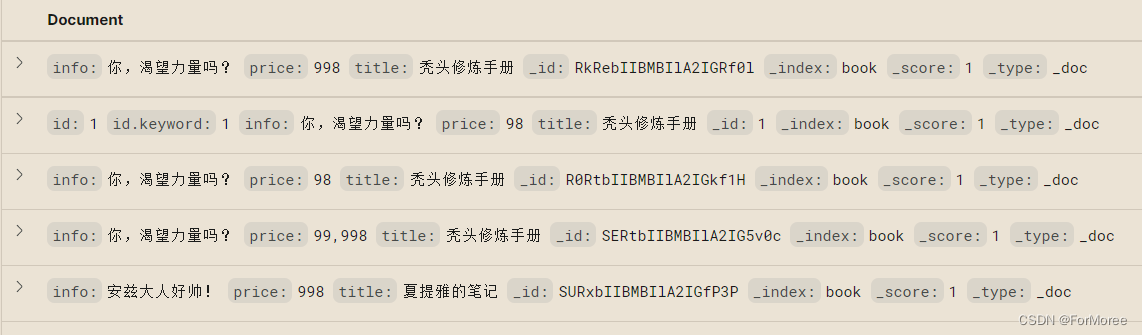 Document
info: 你，渴望力量吗？ price: 998 title: 秃头修炼手册 _id: RkRebIIBMBIlA2IGRf0l _index: book _score: 1 _type: _doc
id: 1 id.keyword: 1 info: 你，渴望力量吗？ price: 98 title: 秃头修炼手册 _id: 1 _index: book _score: 1 _type: _doc
info: 你，渴望力量吗？ price: 98 title: 秃头修炼手册 _id: R0RtbIIBMBIlA2IGkf1H _index: book _score: 1 _type: _doc
info: 你，渴望力量吗？ price: 99,998 title: 秃头修炼手册 _id: SERtbIIBMBIlA2IG5v0c _index: book _score: 1 _type: _doc
info: 安兹大人好帅！ price: 998 title: 夏提雅的笔记 _id: SURxbIIBMBIlA2IGfP3P _index: book _score: 1 _type: _doc
CSDN @ForMoree